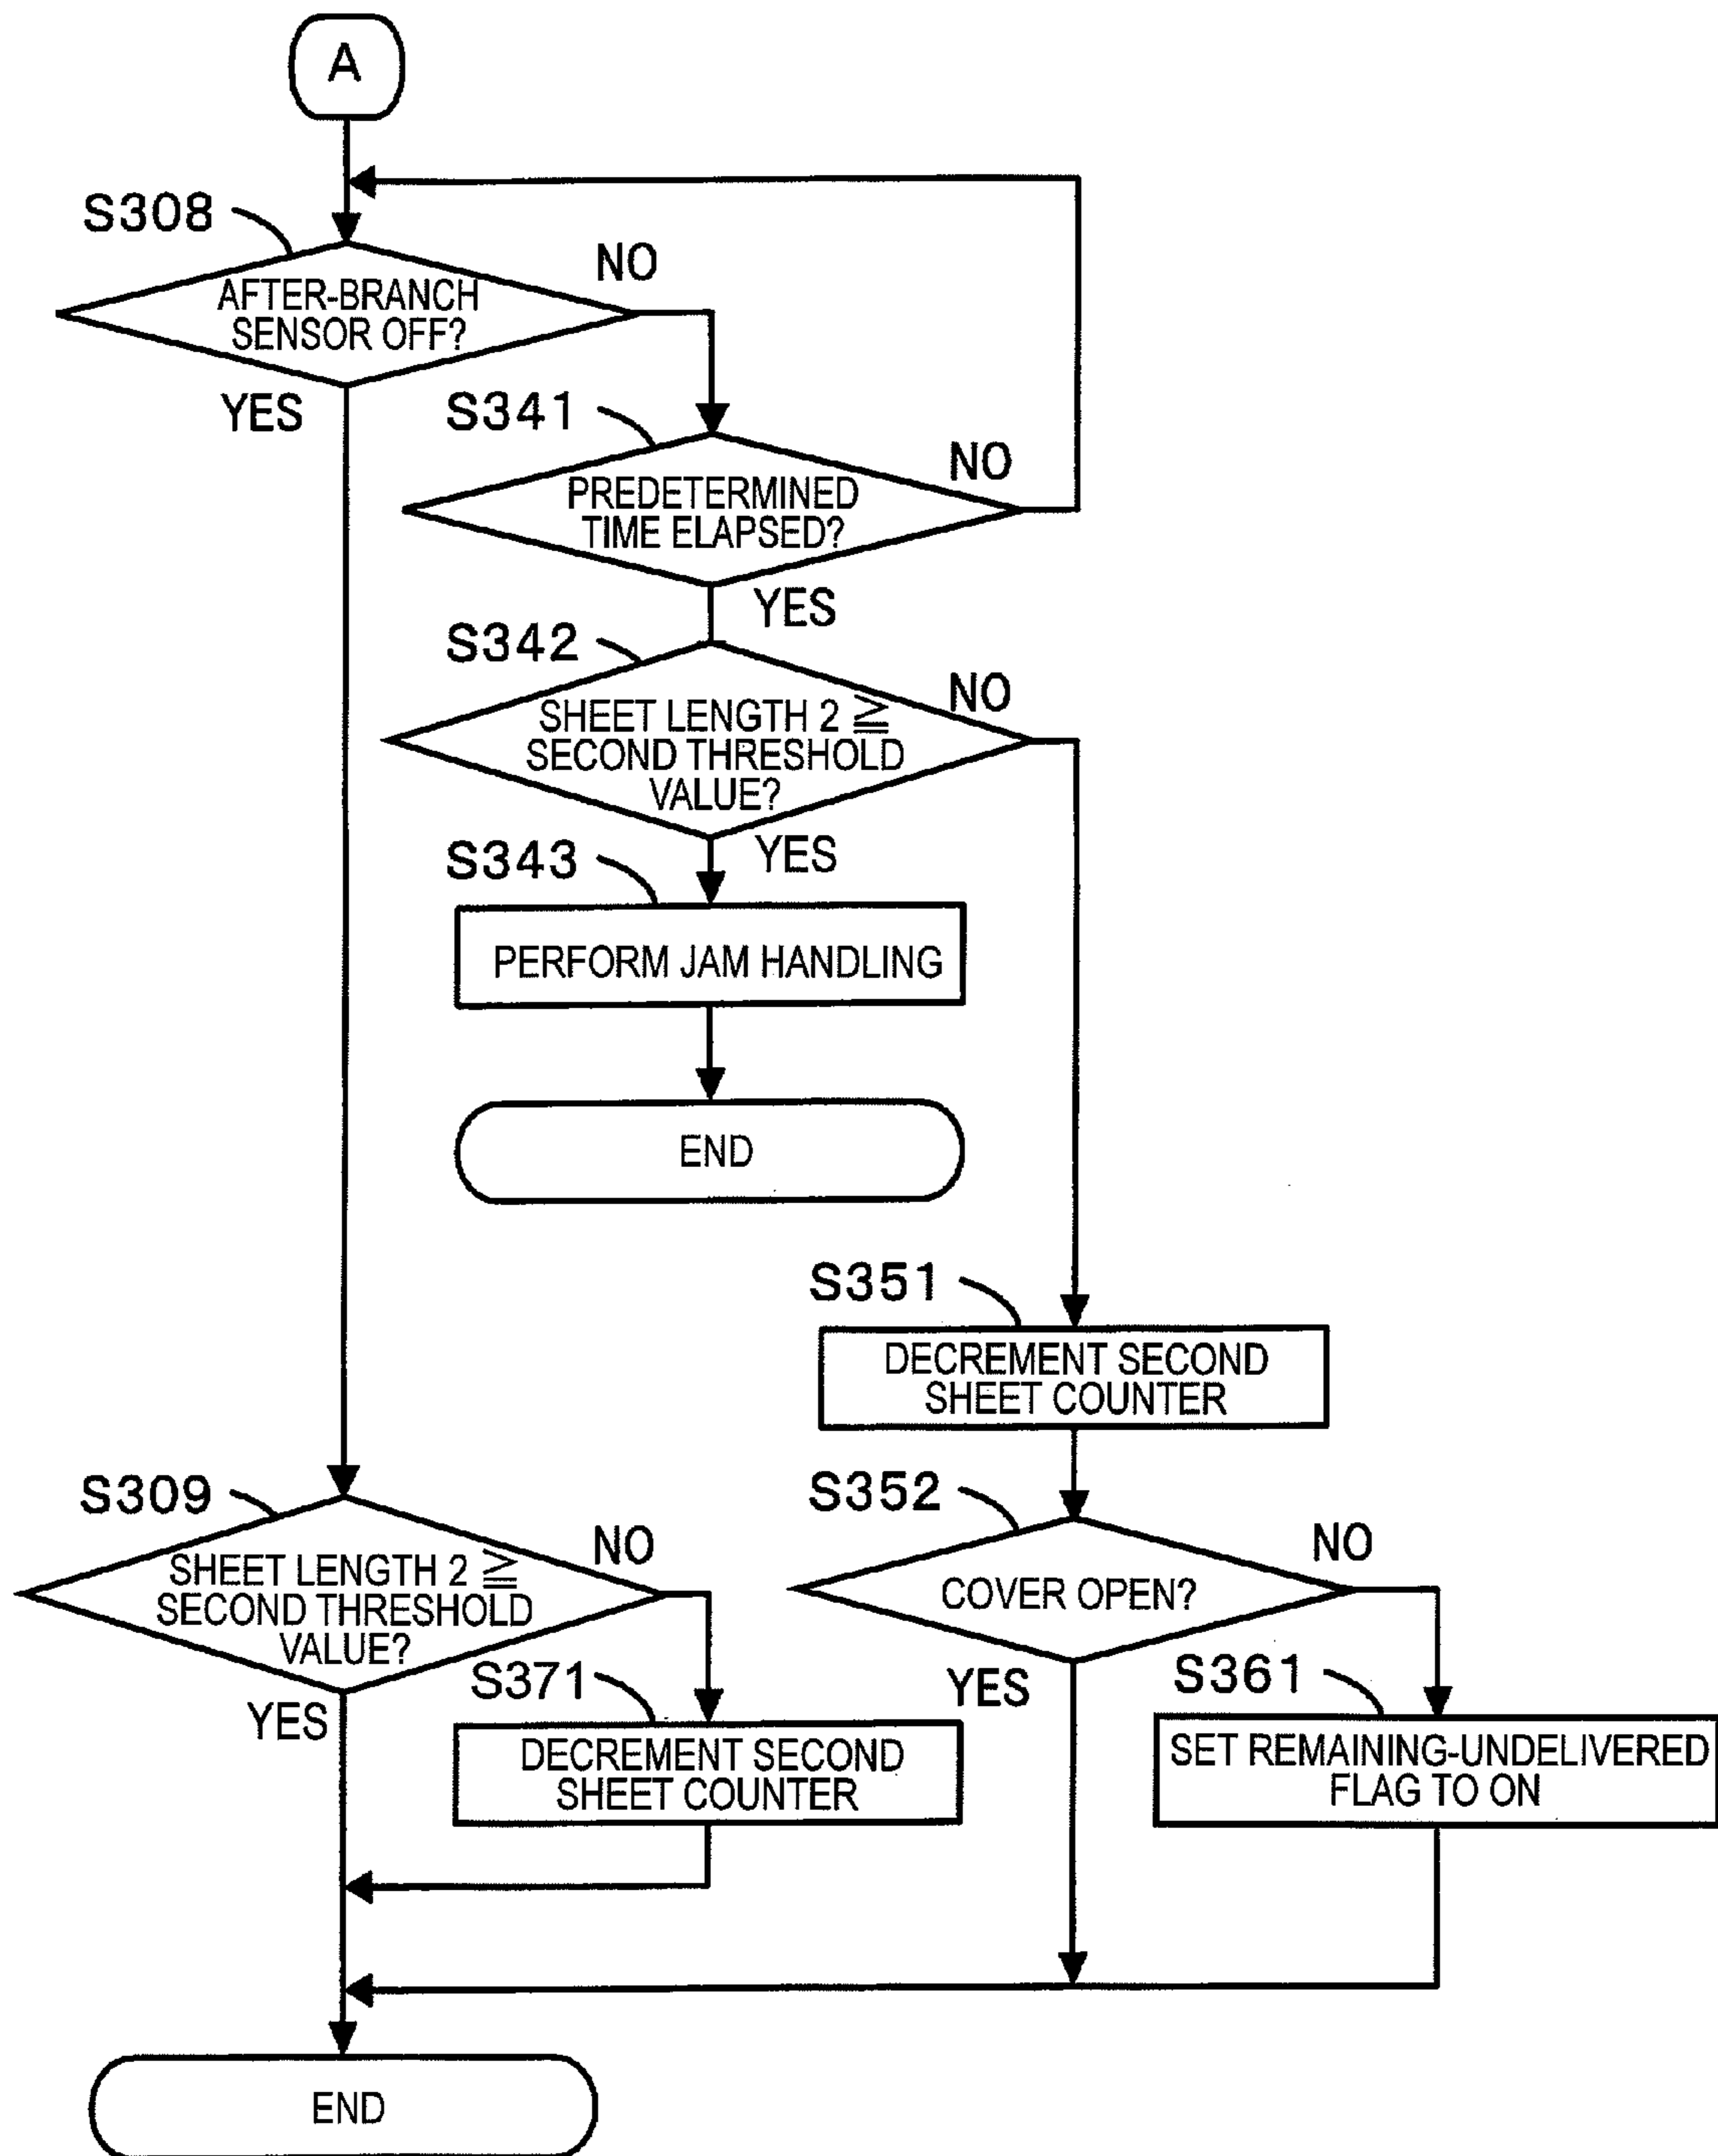 A
S308
NO
AFTER-BRANCH
SENSOR OFF?
YES
S341
NO
PREDETERMINED
TIME ELAPSED?
YES
S342
NO
SHEET LENGTH 2 ≧
SECOND THRESHOLD
VALUE?
YES
S343
PERFORM JAM HANDLING
END
S351
DECREMENT SECOND
SHEET COUNTER
S309
NO
SHEET LENGTH 2 ≧
SECOND THRESHOLD
VALUE?
YES
S352
NO
COVER OPEN?
YES
S371
DECREMENT SECOND
SHEET COUNTER
S361
SET REMAINING-UNDELIVERED
FLAG TO ON
END